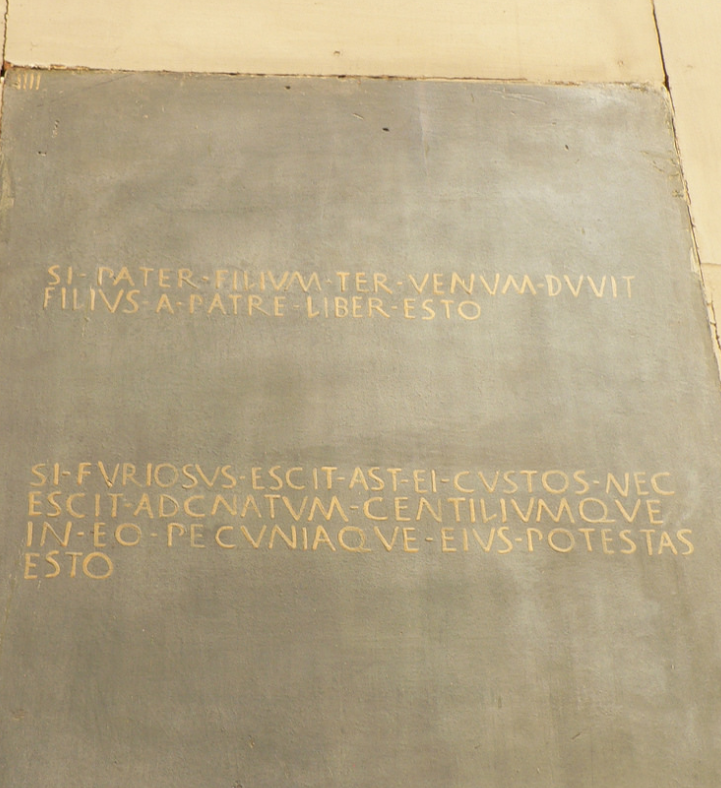 IIII
SI-PATER-FILIVM-TER-VENVM-DVVIT
FILIVS-A-PATRE-LIBER-ESTO
SI-FVRIOSVS-ESCIT-AST-EI-CVSTOS-NEC
ESCIT-ADCNATVM-CENTILIVMQVE
IN-EO-PECVNIAQVE-EIVS-POTESTAS
ESTO